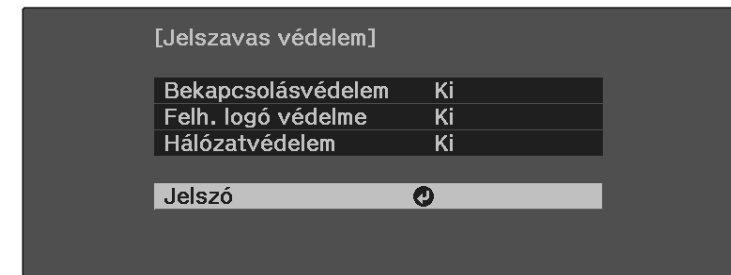 [Jelszavas védelem]
Bekapcsolásvédelem Ki
Felh. logó védelme Ki
Hálózatvédelem Ki
Jelszó